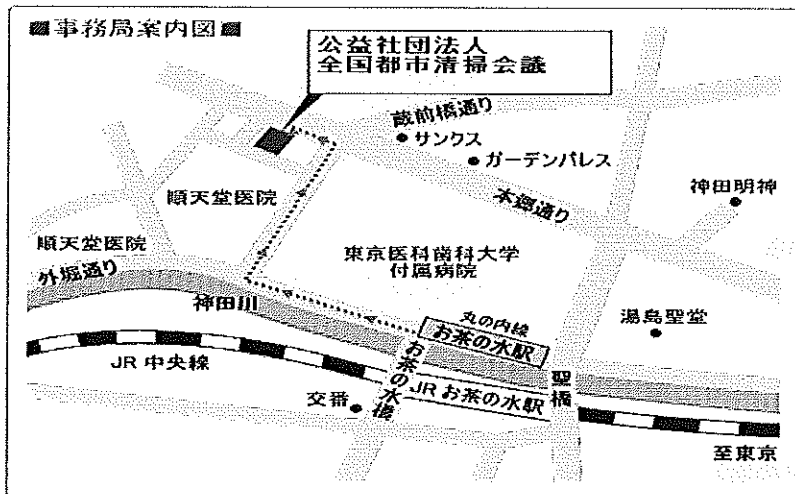 ■事務局案内図■
公益社団法人
全国都市清掃会議
蔵前橋通り
サンクス
ガーデンパレス
神田明神
本郷通り
順天堂医院
順天堂医院
外堀通り
東京医科歯科大学
付属病院
神田川
湯島聖堂
丸の内線
お茶の水駅
JR 中央線
お茶の水橋
JR お茶の水駅
聖橋
交番
至東京